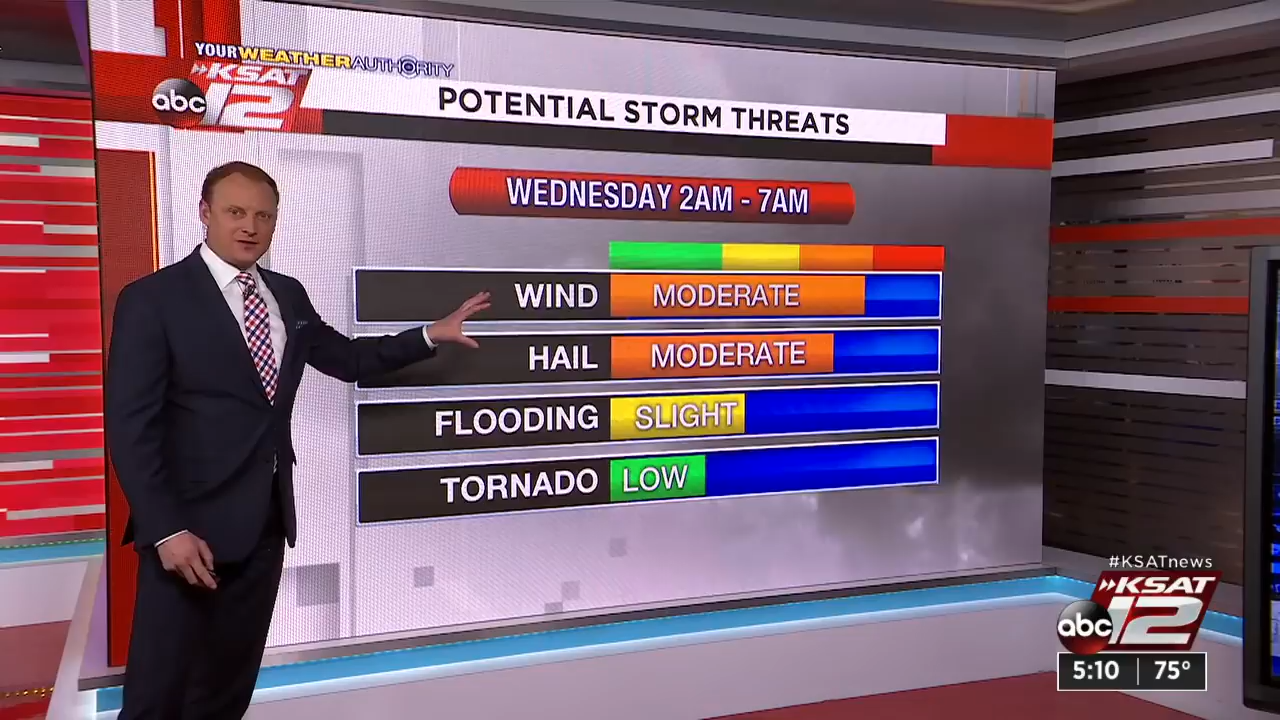 YOUR WEATHER AUTHORITY
KSAT
abc 12
POTENTIAL STORM THREATS
WEDNESDAY 2AM - 7AM
WIND MODERATE
HAIL MODERATE
FLOODING SLIGHT
TORNADO LOW
#KSATnews
KSAT
abc 12
5:10 75°